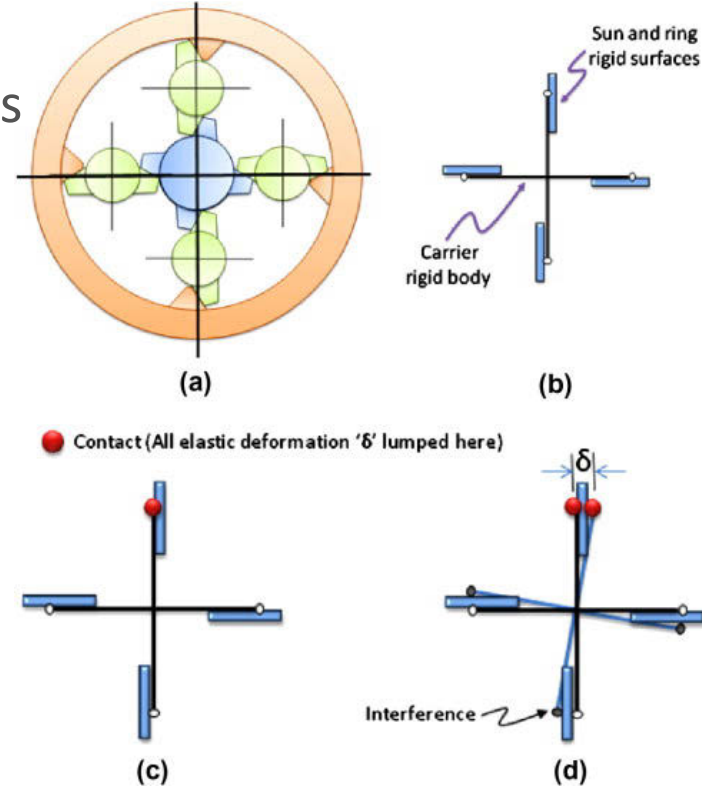 s
Sun and ring
rigid surfaces
Carrier
rigid body
(a)
(b)
Contact (All elastic deformation ‘δ’ lumped here)
δ
Interference
(c)
(d)